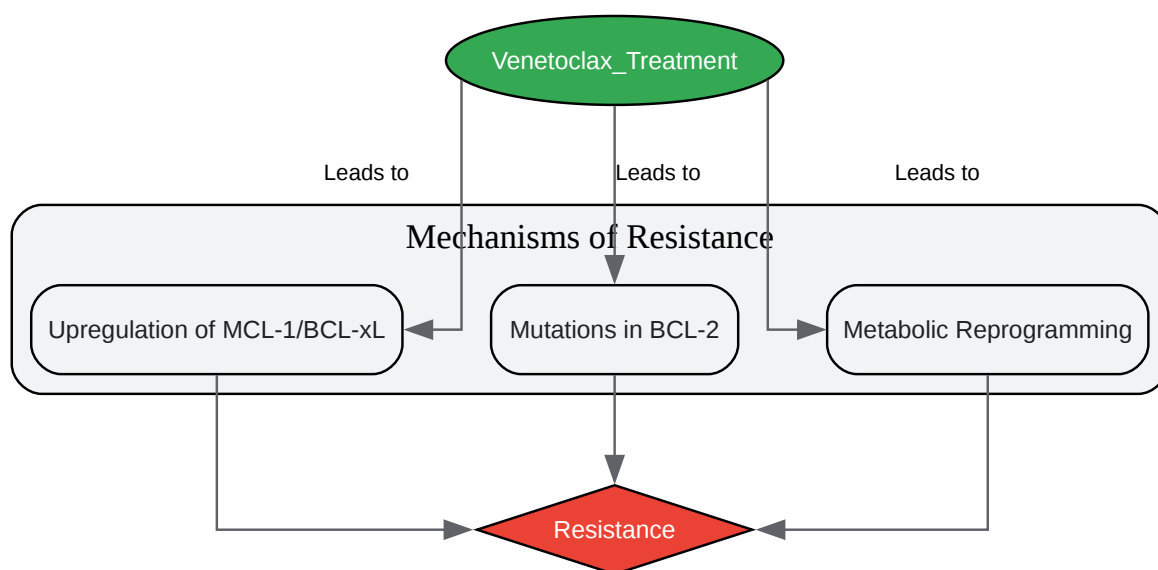 Venetoclax_Treatment
Leads to
Leads to
Leads to
Mechanisms of Resistance
Upregulation of MCL-1/BCL-xL
Mutations in BCL-2
Metabolic Reprogramming
Resistance